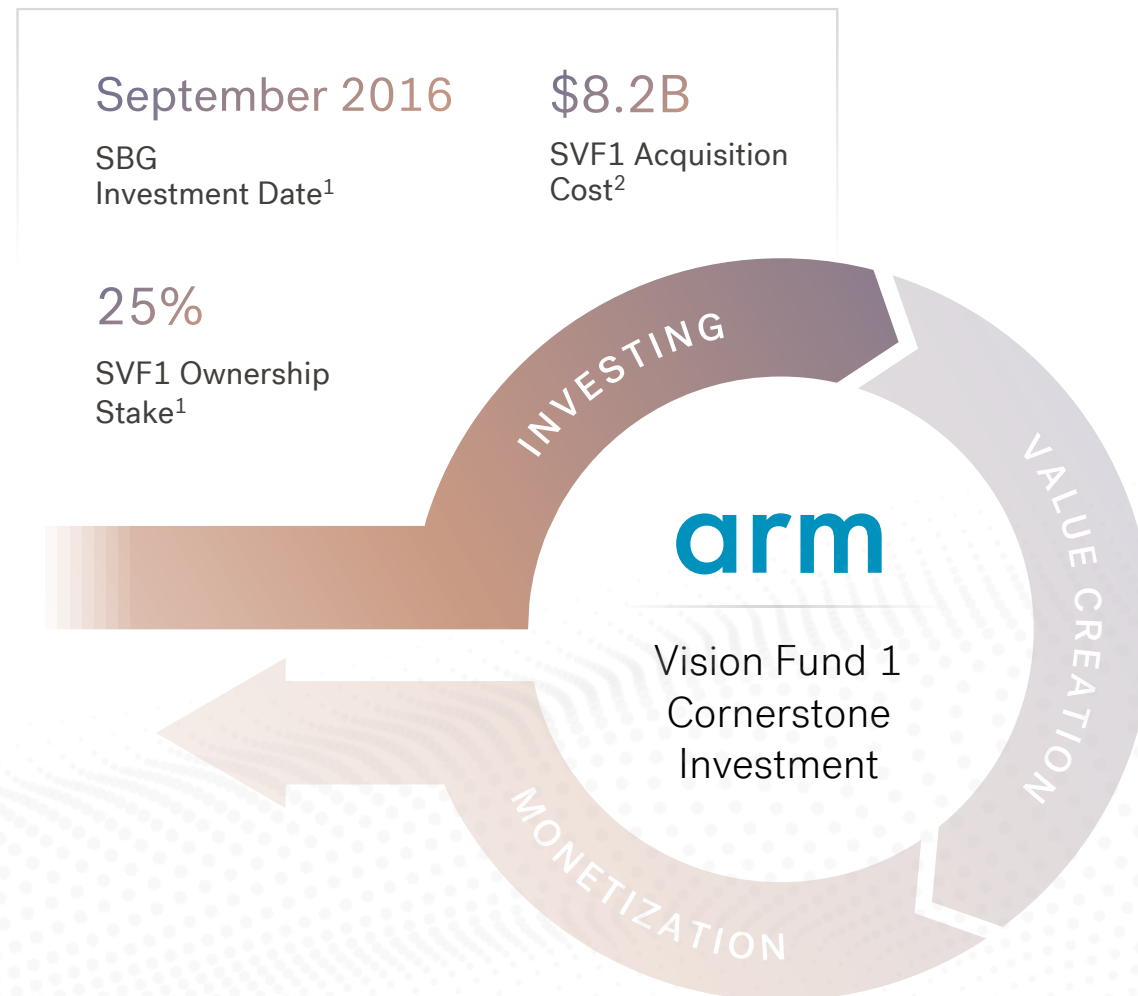 September 2016
SBG
Investment Date¹
$8.2B
SVF1 Acquisition
Cost²
25%
SVF1 Ownership
Stake¹
INVESTING
VALUE CREATION
MONETIZATION
arm
Vision Fund 1
Cornerstone
Investment